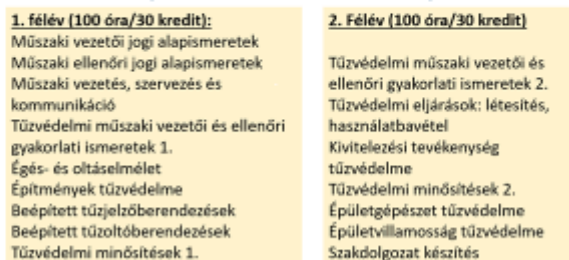 1. félév (100 óra/30 kredit):
Műszaki vezetői jogi alapismeretek
Műszaki ellenőri jogi alapismeretek
Műszaki vezetés, szervezés és
kommunikáció
Tűzvédelmi műszaki vezetői és ellenőri
gyakorlati ismeretek 1.
Égés- és oltáselmélet
Építmények tűzvédelme
Beépített tűzjelzőberendezések
Beépített tűzoltóberendezések
Tűzvédelmi minősítések 1.
2. Félév (100 óra/30 kredit)
Tűzvédelmi műszaki vezetői és
ellenőri gyakorlati ismeretek 2.
Tűzvédelmi eljárások: létesítés,
használatbavétel
Kivitelezési tevékenység
tűzvédelme
Tűzvédelmi minősítések 2.
Épületgépészet tűzvédelme
Épületvillamosság tűzvédelme
Szakdolgozat készítés